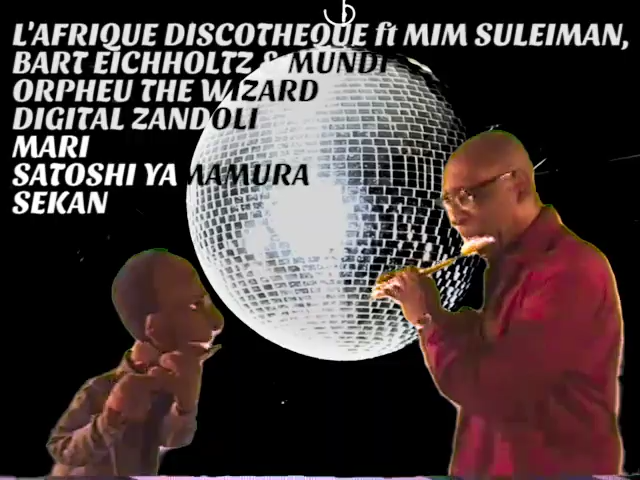 L'AFRIQUE DISCOTHEQUE ft MIM SULEIMAN,
BART EICHHOLTZ & MUNDI
ORPHEU THE WIZARD
DIGITAL ZANDOLI
MARI
SATOSHI YAMAMURA
SEKAN